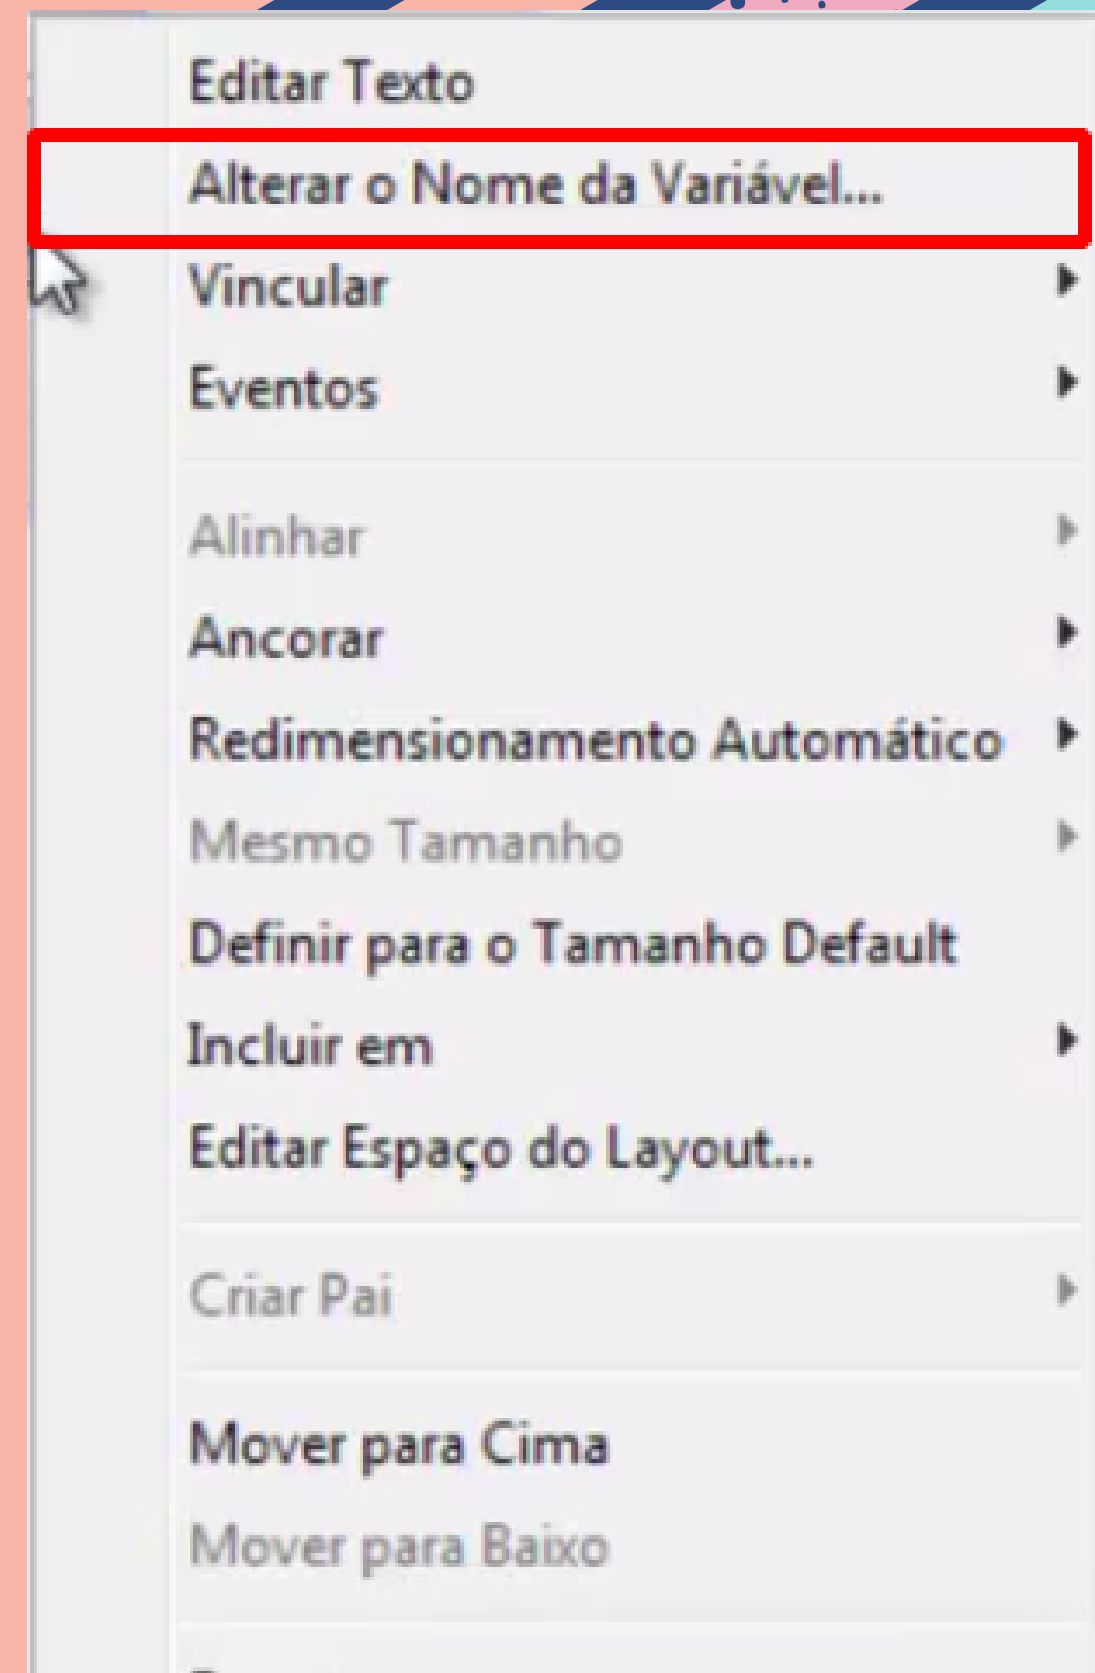 Editar Texto
Alterar o Nome da Variável...
Vincular
Eventos
Alinhar
Ancorar
Redimensionamento Automático
Mesmo Tamanho
Definir para o Tamanho Default
Incluir em
Editar Espaço do Layout...
Criar Pai
Mover para Cima
Mover para Baixo